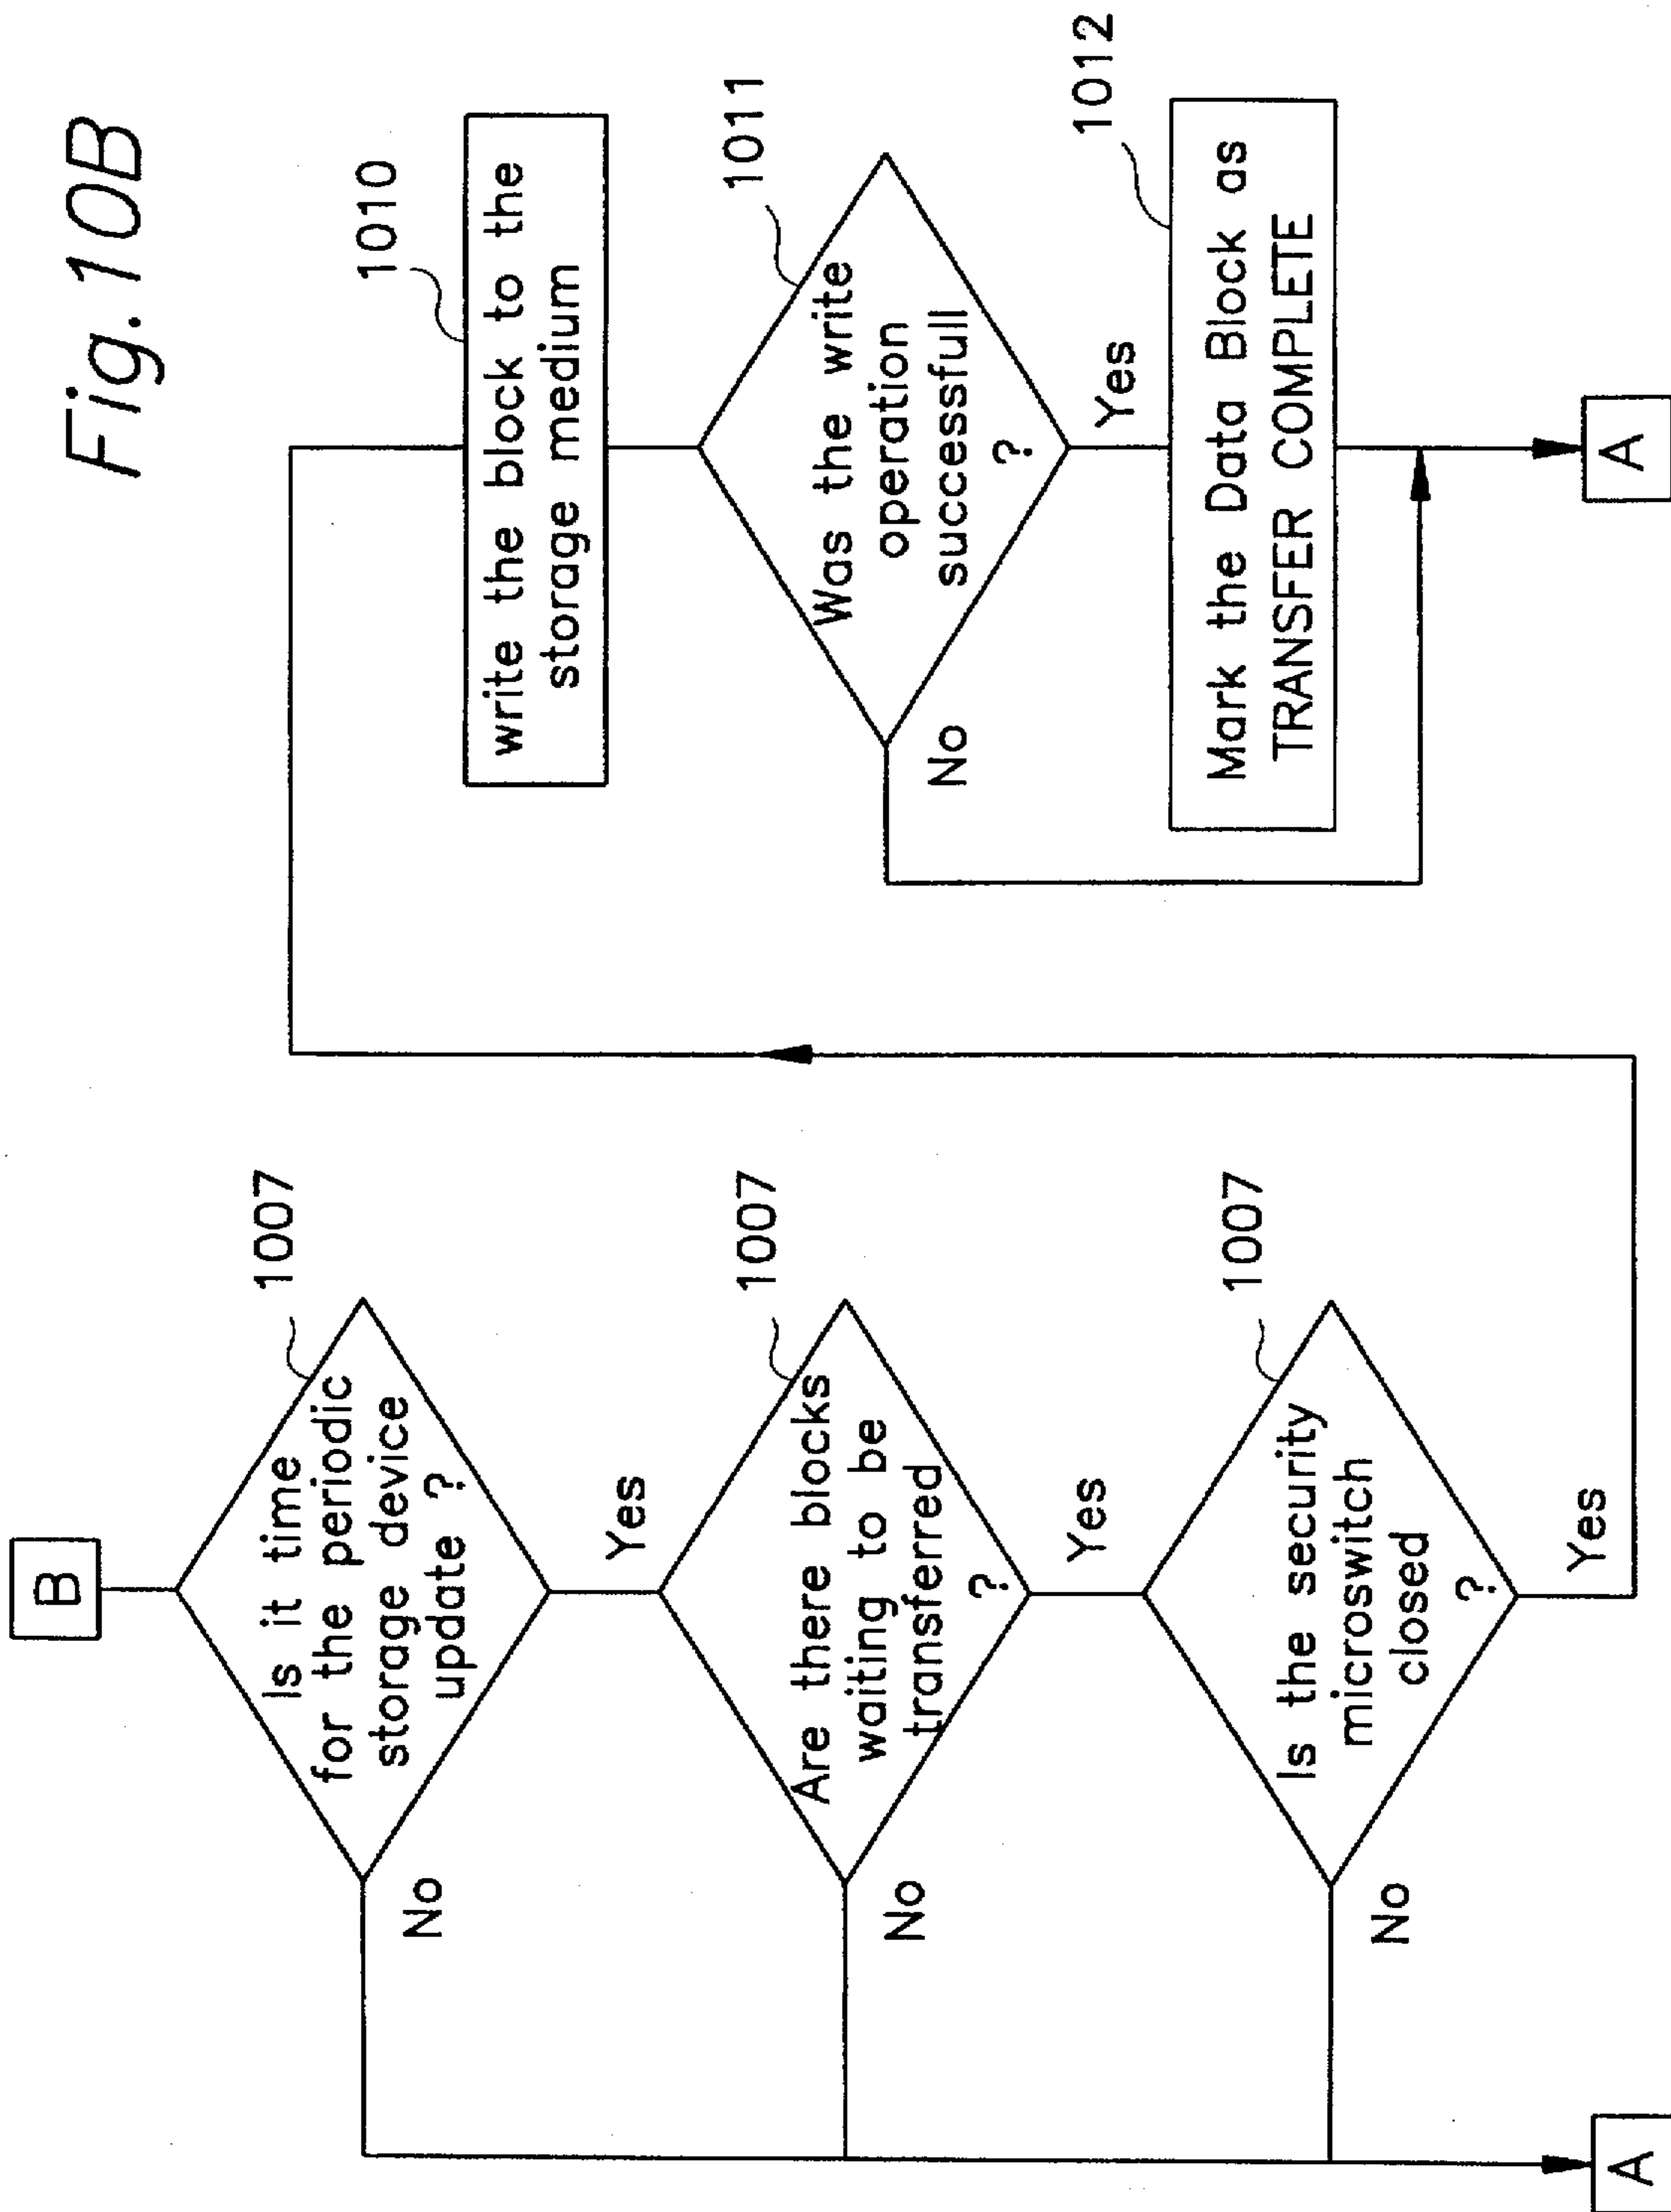 Fig.10B
B
1007
Is it time
for the periodic
storage device
update ?
No
Yes
1007
Are there blocks
waiting to be
transferred
?
No
Yes
1007
Is the security
microswitch
closed
?
No
Yes
A
1010
write the block to the
storage medium
1011
Was the write
operation
successfull
?
No
Yes
1012
Mark the Data Block as
TRANSFER COMPLETE
A